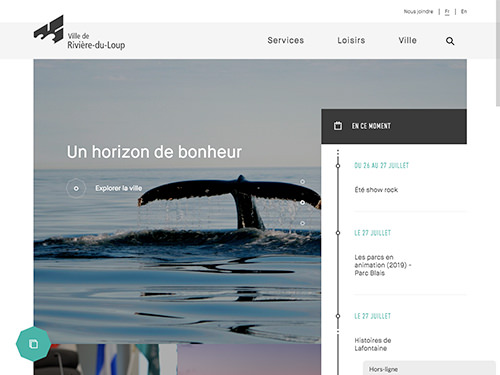 Nous joindre | Fr | En
Ville de
Rivière-du-Loup
Services Loisirs Ville
Un horizon de bonheur
Explorer la ville
EN CE MOMENT
DU 26 AU 27 JUILLET
Été show rock
LE 27 JUILLET
Les parcs en
animation (2019) -
Parc Blais
LE 27 JUILLET
Histoires de
Lafontaine
Hors-ligne